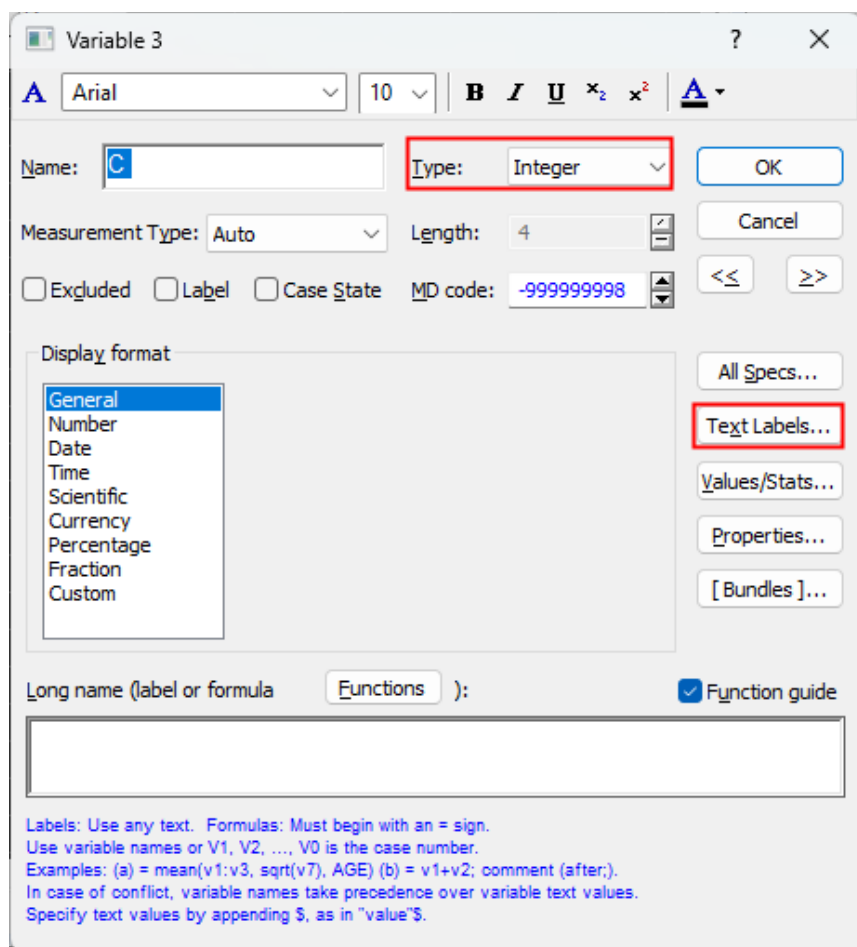 Variable 3 ?
A Arial 10 B I U x2 x2 A
Name: C Type: Integer OK
Measurement Type: Auto Length: 4 Cancel
Excluded Label Case State MD code: -999999998 << >>
Display format
All Specs...
General
Number
Text Labels...
Date
Time
Scientific
Values/Stats...
Currency
Percentage
Properties...
Fraction
Custom
[ Bundles ]...
Long name (label or formula Functions ): Function guide
Labels: Use any text. Formulas: Must begin with an = sign.
Use variable names or V1, V2, ..., V0 is the case number.
Examples: (a) = mean(v1:v3, sqrt(v7), AGE) (b) = v1+v2; comment (after;).
In case of conflict, variable names take precedence over variable text values.
Specify text values by appending $, as in "value"$.